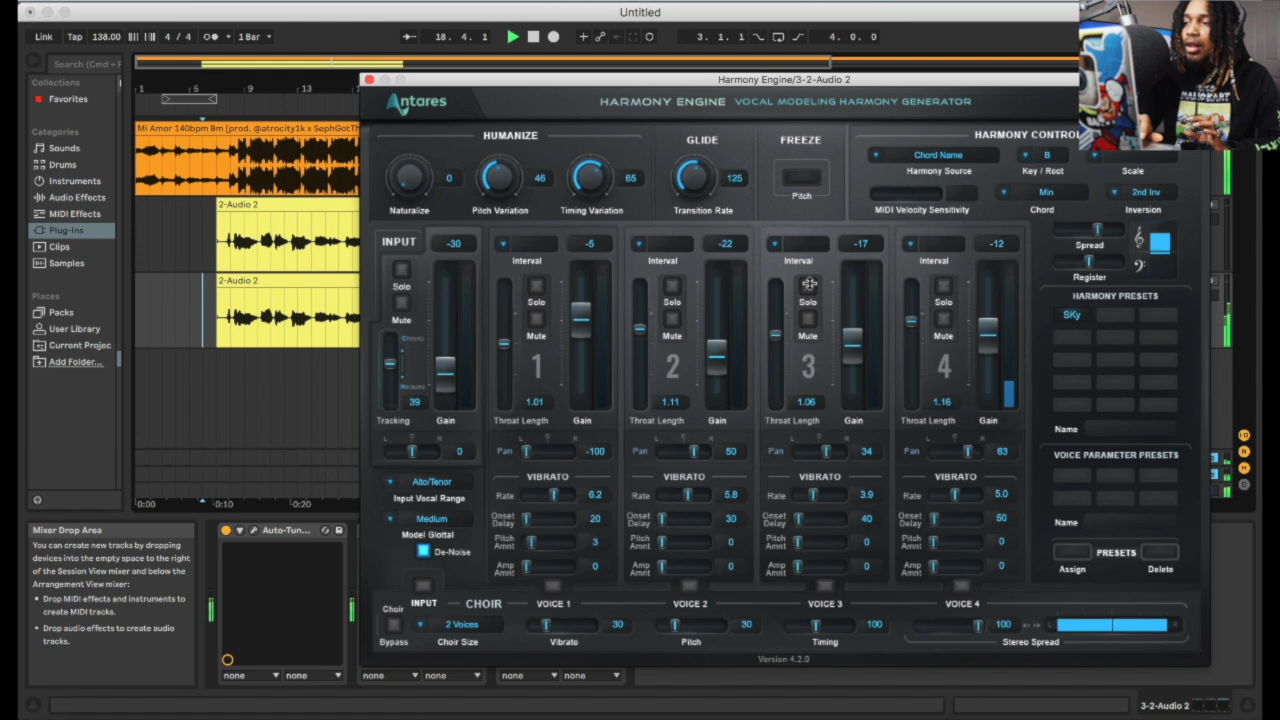 Untitled
Link Tap 138.00 4 / 4 1 Bar 18. 4. 1 3. 1. 1 4. 0. 0
Search (Cmd + F
Collections
Favorites
Categories
Sounds
Drums
Instruments
Audio Effects
MIDI Effects
Plug-Ins
Clips
Samples
Places
Packs
User Library
Current Projec
Add Folder...
1 5 9 13
Mi Amor 140bpm Bm [prod. @atrocity1k x SephGotTh
2-Audio 2
2-Audio 2
0:00 0:10 0:20
Harmony Engine/3-2-Audio 2
Antares
HARMONY ENGINE VOCAL MODELING HARMONY GENERATOR
HUMANIZE
0 46 65
Naturalize Pitch Variation Timing Variation
GLIDE
125
Transition Rate
FREEZE
Pitch
HARMONY CONTROL
Chord Name B
Harmony Source Key / Root Scale
Min 2nd Inv
MIDI Velocity Sensitivity Chord Inversion
Spread
Register
INPUT -30
Solo
Mute
39
Tracking Gain
L C R
0
-5 -22 -17 -12
Interval Interval Interval Interval
Solo Solo Solo Solo
Mute Mute Mute Mute
1 2 3 4
1.01 1.11 1.06 1.16
Throat Length Gain Throat Length Gain Throat Length Gain Throat Length Gain
Pan -100 Pan 50 Pan 34 Pan 63
VIBRATO VIBRATO VIBRATO VIBRATO
Rate 6.2 Rate 5.8 Rate 3.9 Rate 5.0
Onset Delay 20 Onset Delay 30 Onset Delay 40 Onset Delay 50
Pitch Amnt 3 Pitch Amnt 0 Pitch Amnt 0 Pitch Amnt 0
Amp Amnt 0 Amp Amnt 0 Amp Amnt 0 Amp Amnt 0
Alto/Tenor
Input Vocal Range
Medium
Model Glottal
De-Noise
HARMONY PRESETS
SKy
Name
VOICE PARAMETER PRESETS
Name
PRESETS
Assign Delete
Choir INPUT CHOIR VOICE 1 VOICE 2 VOICE 3 VOICE 4
2 Voices 30 30 100 100
Bypass Choir Size Vibrato Pitch Timing Stereo Spread
Version 4.2.0
Mixer Drop Area
You can create new tracks by dropping
devices into the empty space to the right
of the Session View mixer and below the
Arrangement View mixer:
• Drop MIDI effects and instruments to
create MIDI tracks.
• Drop audio effects to create audio
tracks.
Auto-Tun...
none none none none none none
3-2-Audio 2